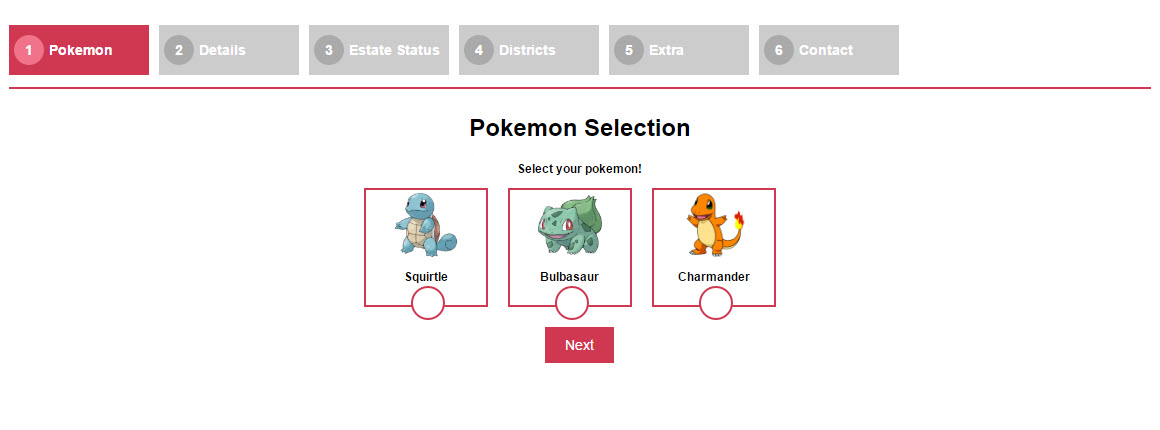 1 Pokemon 2 Details 3 Estate Status 4 Districts 5 Extra 6 Contact
Pokemon Selection
Select your pokemon!
Squirtle Bulbasaur Charmander
Next